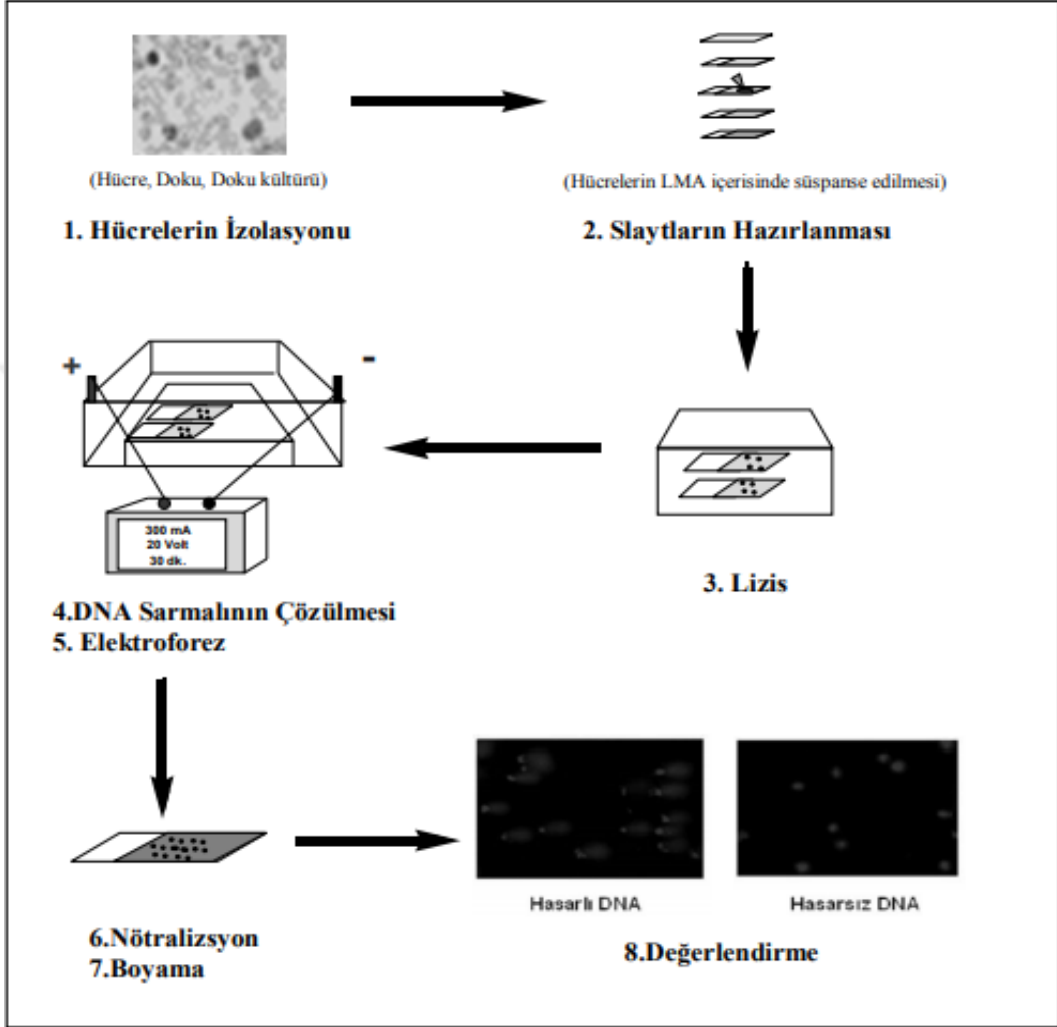 (Hücre, Doku, Doku kültürü)
1. Hücrelerin İzolasyonu
(Hücrelerin LMA içerisinde süspanse edilmesi)
2. Slaytların Hazırlanması
3. Lizis
+
-
300 mA
20 Volt
30 dk.
4.DNA Sarmalının Çözülmesi
5. Elektroforez
6.Nötralizsyon
7.Boyama
Hasarlı DNA
Hasarsız DNA
8.Değerlendirme